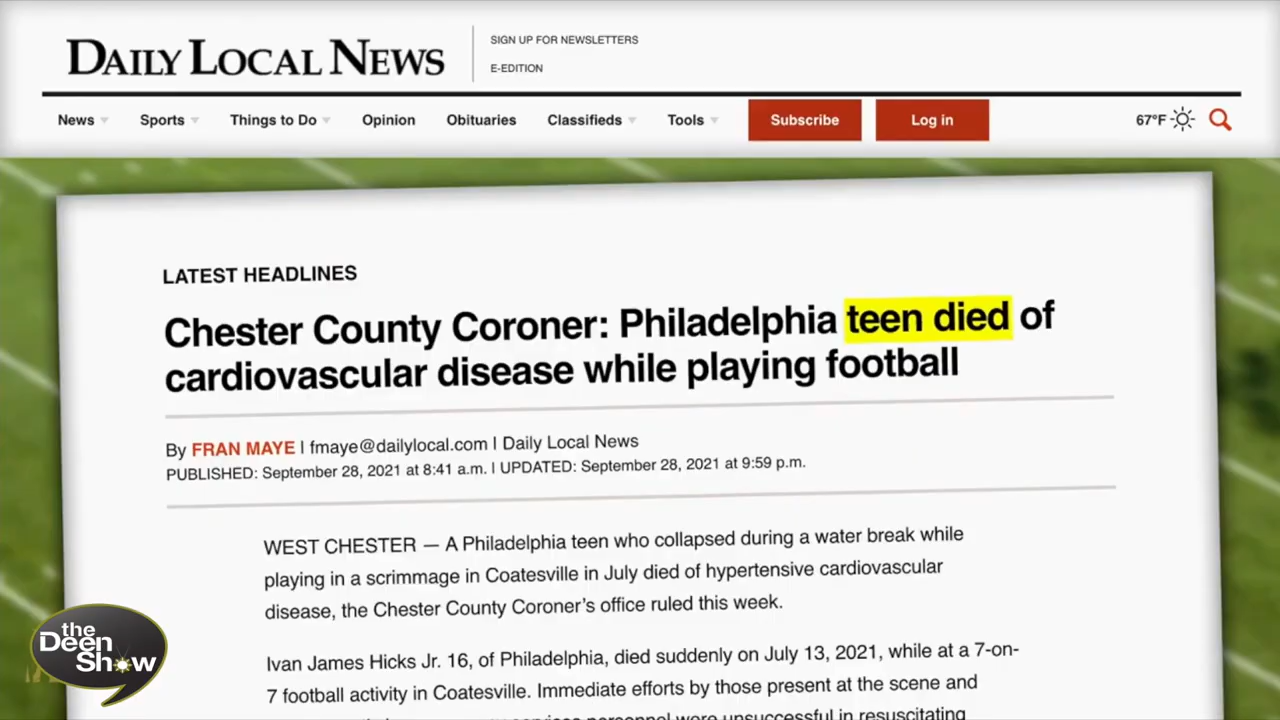 DAILY LOCAL NEWS
SIGN UP FOR NEWSLETTERS
E-EDITION
News Sports Things to Do Opinion Obituaries Classifieds Tools Subscribe Log in 67°F
LATEST HEADLINES
Chester County Coroner: Philadelphia teen died of
cardiovascular disease while playing football
By FRAN MAYE | fmaye@dailylocal.com | Daily Local News
PUBLISHED: September 28, 2021 at 8:41 a.m. | UPDATED: September 28, 2021 at 9:59 p.m.
WEST CHESTER — A Philadelphia teen who collapsed during a water break while
playing in a scrimmage in Coatesville in July died of hypertensive cardiovascular
disease, the Chester County Coroner's office ruled this week.
Ivan James Hicks Jr. 16, of Philadelphia, died suddenly on July 13, 2021, while at a 7-on-
7 football activity in Coatesville. Immediate efforts by those present at the scene and
personnel were unsuccessful in resuscitating
the
Deen
Show